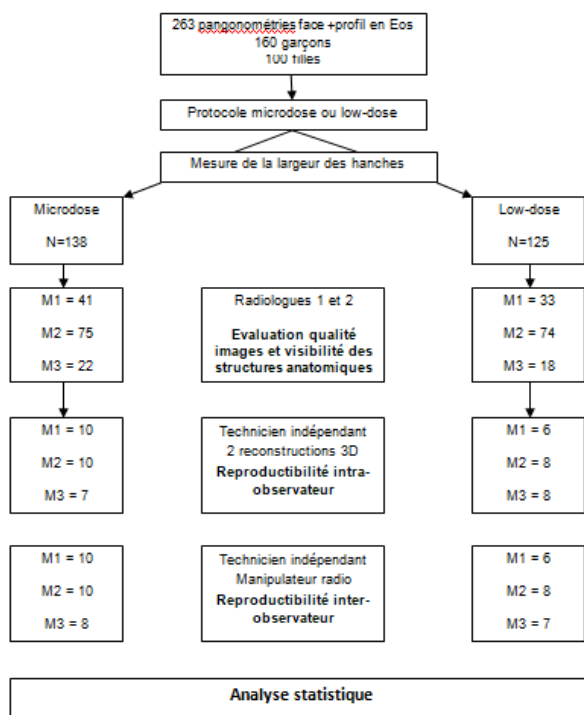 263 pangonométries face +profil en Eos
160 garçons
100 filles
Protocole microdose ou low-dose
Mesure de la largeur des hanches
Microdose
N=138
Low-dose
N=125
M1 = 41
M2 = 75
M3 = 22
Radiologues 1 et 2
Evaluation qualité
images et visibilité des
structures anatomiques
M1 = 33
M2 = 74
M3 = 18
M1 = 10
M2 = 10
M3 = 7
Technicien indépendant
2 reconstructions 3D
Reproductibilité intra-
observateur
M1 = 6
M2 = 8
M3 = 8
M1 = 10
M2 = 10
M3 = 8
Technicien indépendant
Manipulateur radio
Reproductibilité inter-
observateur
M1 = 6
M2 = 8
M3 = 7
Analyse statistique